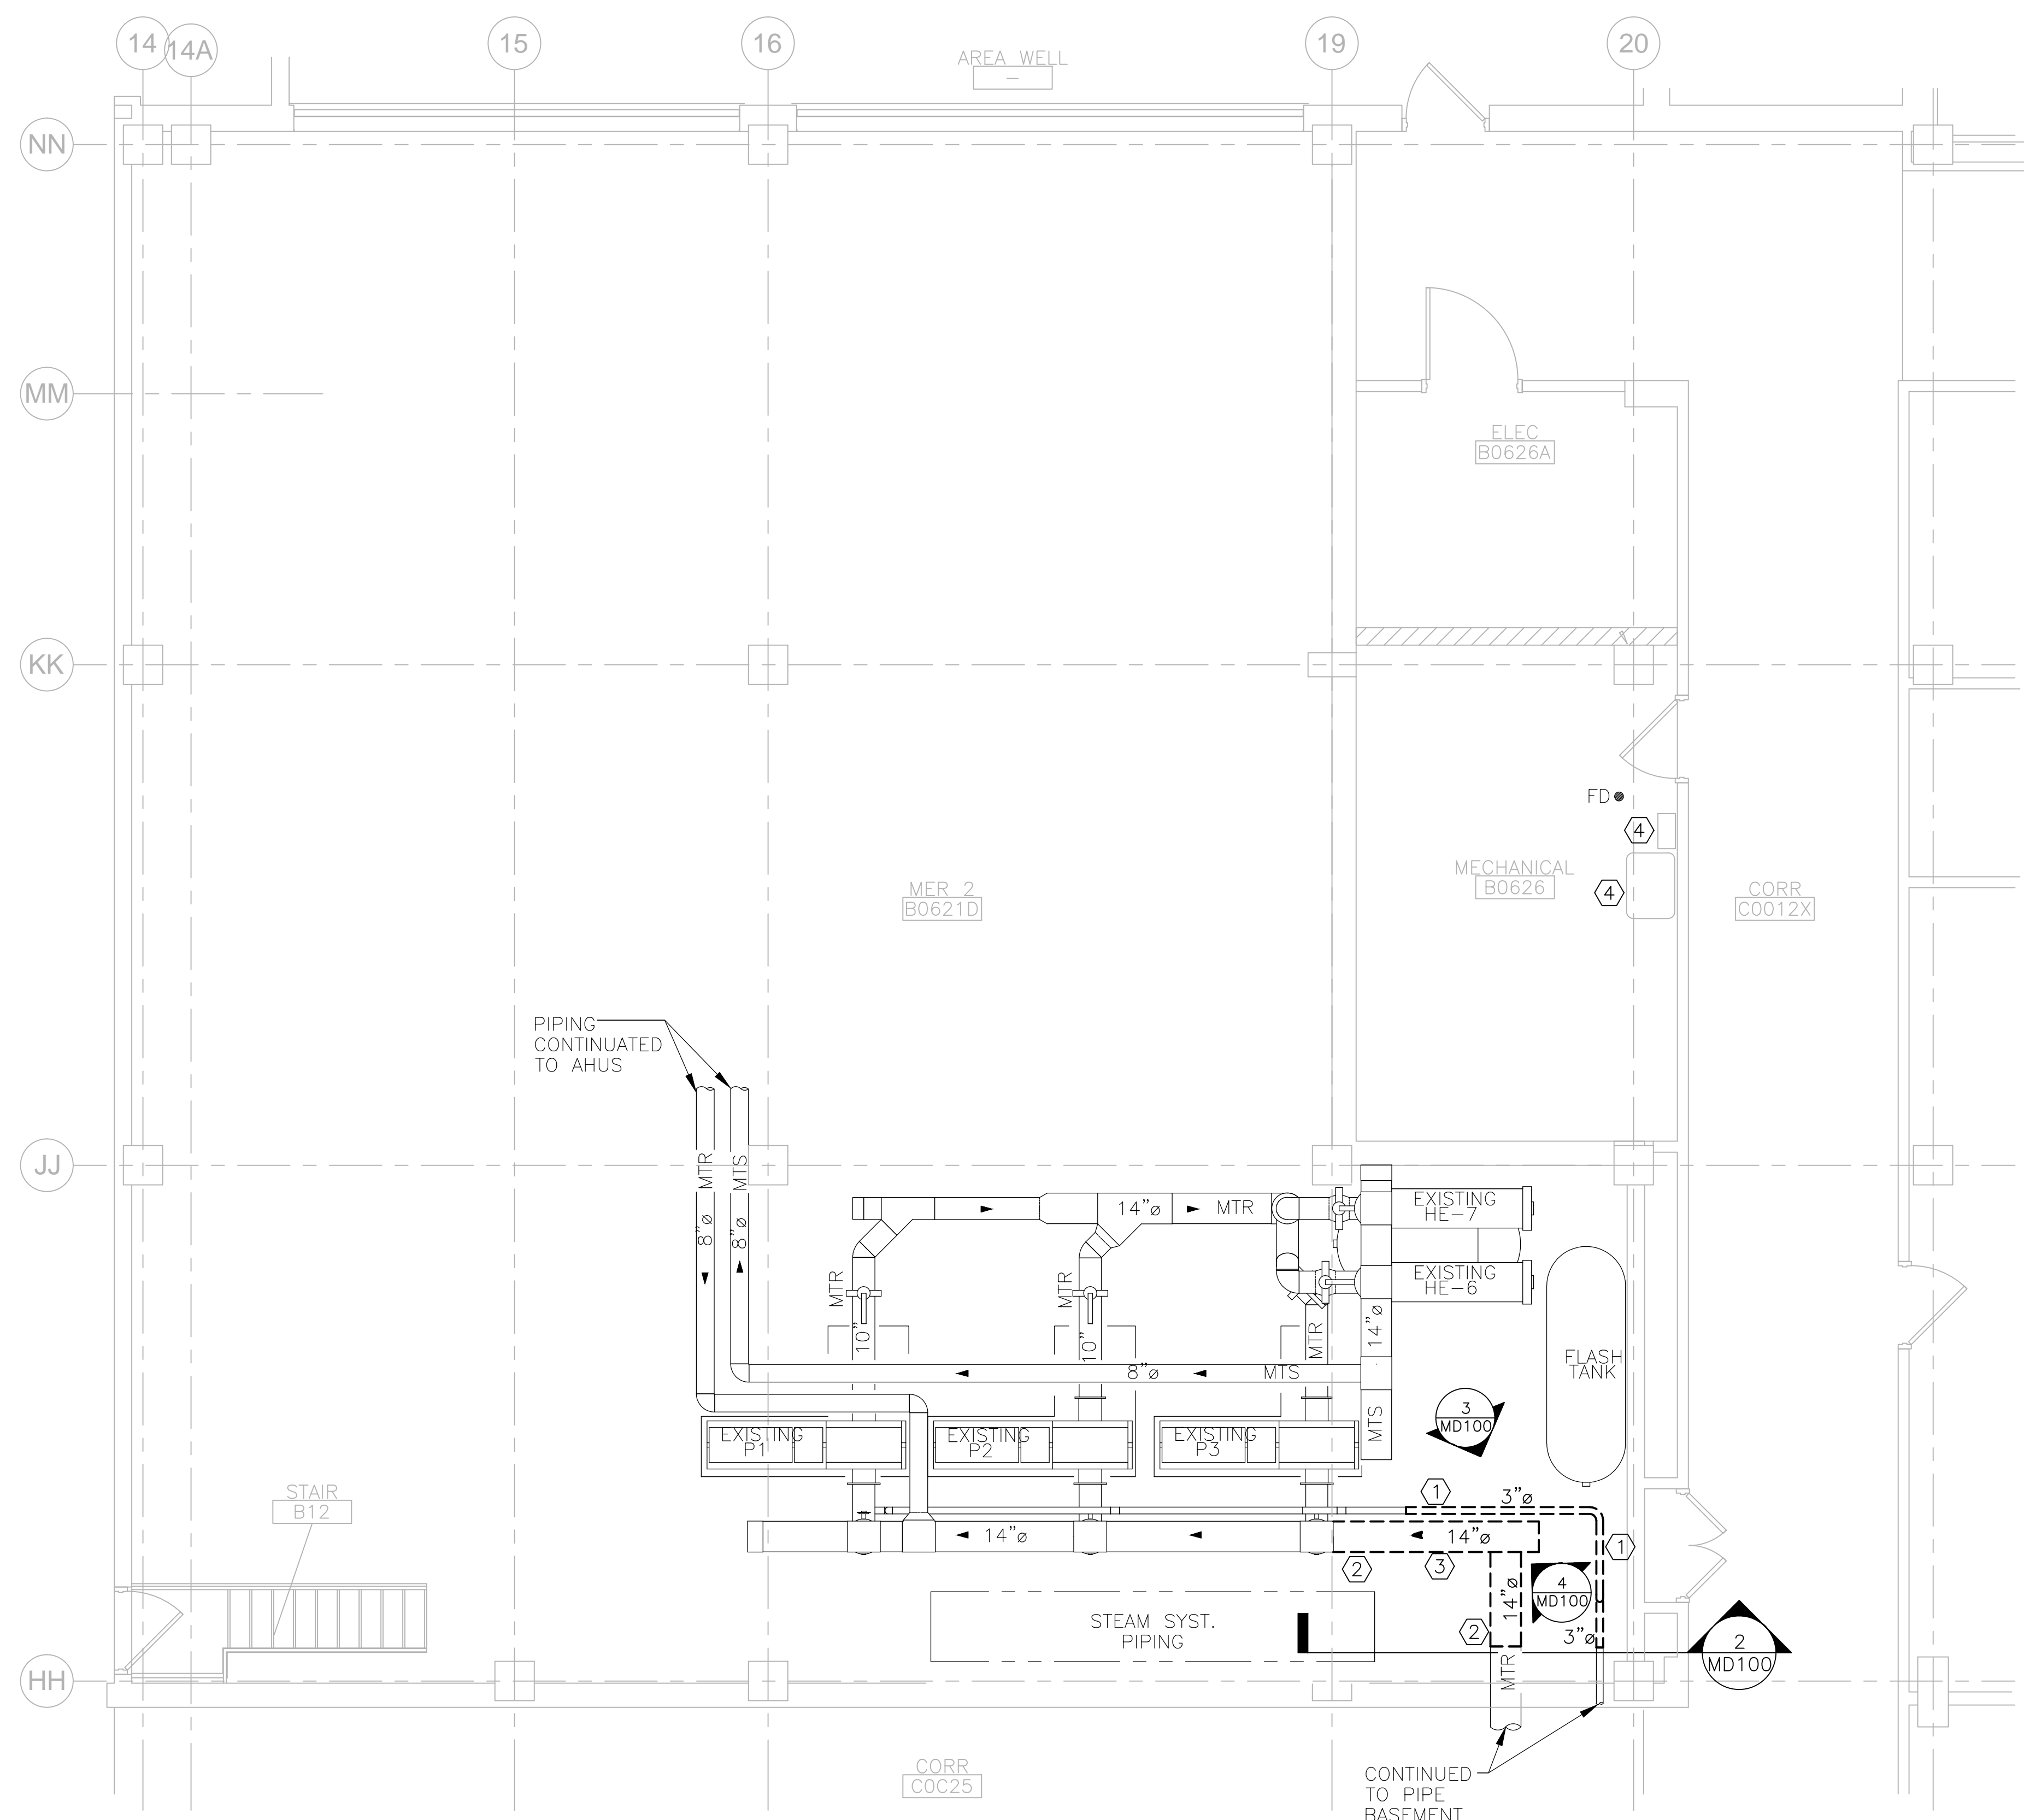 14
14A
15
16
19
20
AREA WELL
–
NN
MM
ELEC
B0626A
KK
FD
4
MER 2
B0621D
MECHANICAL
B0626
4
CORR
C0012X
PIPING
CONTINUATED
TO AHUS
JJ
MTR
MTS
8"ø
8"ø
14"ø
MTR
EXISTING
HE-7
MTR
MTR
EXISTING
HE-6
10"
10"
MTR
14"ø
8"ø
MTS
FLASH
TANK
MTS
3
MD100
EXISTING
P1
EXISTING
P2
EXISTING
P3
STAIR
B12
1
3"ø
14"ø
14"ø
1
2
3
14"ø
4
MD100
STEAM SYST.
PIPING
2
3"ø
2
MD100
HH
MTR
CORR
C0C25
CONTINUED
TO PIPE
BASEMENT